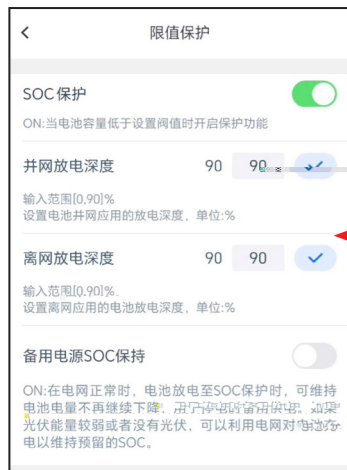 限值保护
SOC保护
ON:当电池容量低于设置阀值时开启保护功能
并网放电深度 90 90
输入范围[0,90]%
设置电池并网应用的放电深度，单位:%
离网放电深度 90 90
输入范围[0,90]%.
设置离网应用的电池放电深度，单位:%
备用电源SOC保持
ON:在电网正常时，电池放电至SOC保护时，可维持
电池电量不再继续下降，
光伏能量较弱或者没有光伏，可以利用电网对电池充
电以维持预留的SOC。